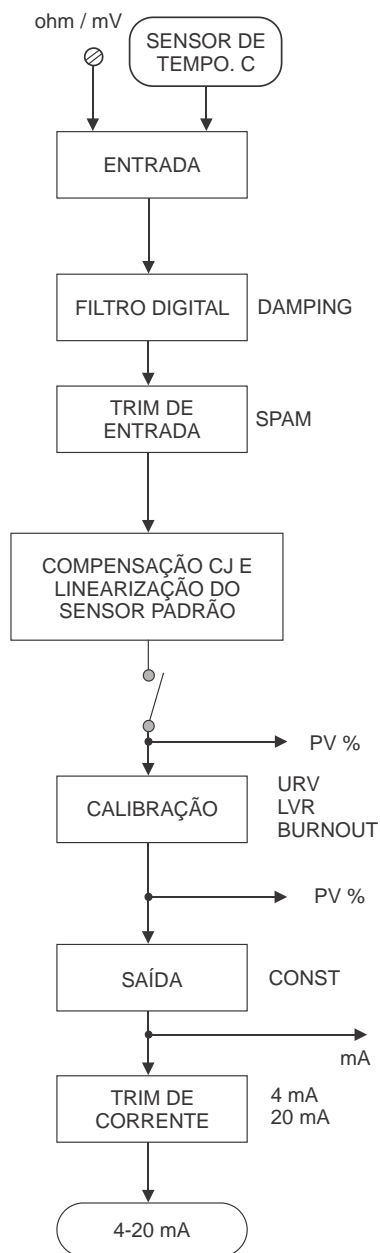 ohm / mV
SENSOR DE
TEMPO. C
ENTRADA
FILTRO DIGITAL
DAMPING
TRIM DE
ENTRADA
SPAM
COMPENSAÇÃO CJ E
LINEARIZAÇÃO DO
SENSOR PADRÃO
PV %
CALIBRAÇÃO
URV
LVR
BURNOUT
PV %
SAÍDA
CONST
mA
TRIM DE
CORRENTE
4 mA
20 mA
4-20 mA